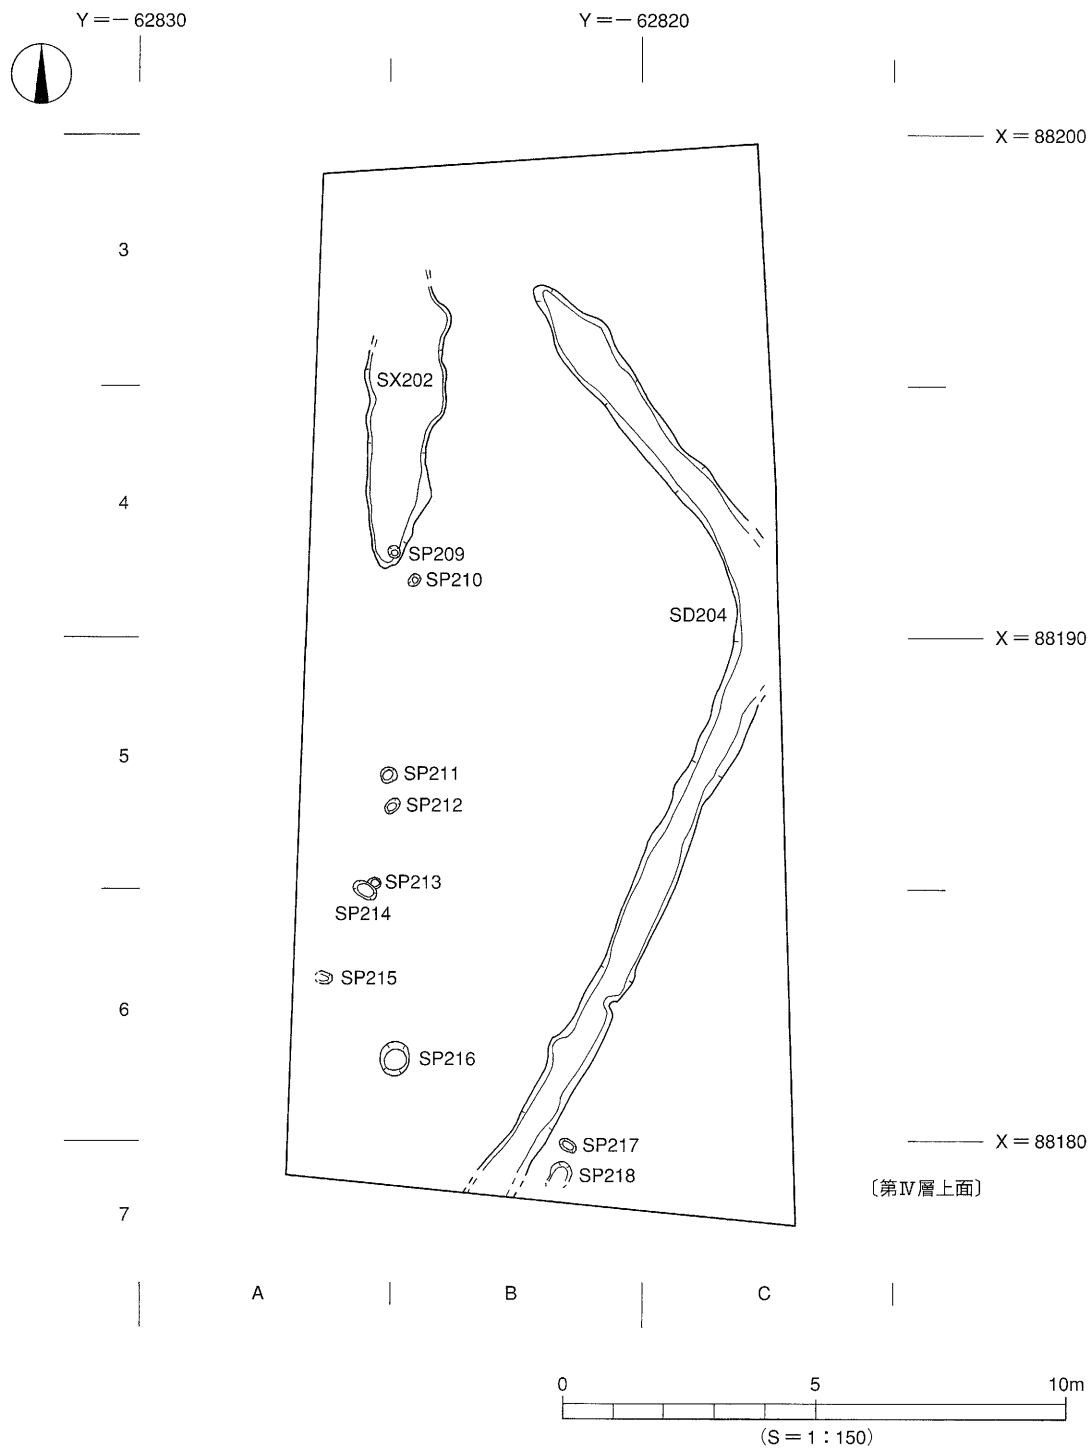 Y＝－62830
Y＝－62820
X＝88200
3
SX202
4
SP209
SP210
SD204
X＝88190
5
SP211
SP212
SP213
SP214
SP215
6
SP216
SP217
X＝88180
SP218
〔第Ⅳ層上面〕
7
A
B
C
0
5
10m
(S＝1：150)